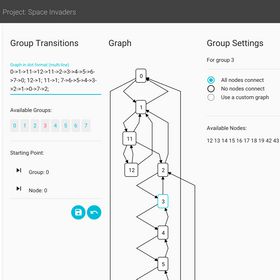 Project: Space Invaders
Group Transitions
Graph in list format (multi-line)
0->1->11->12->11->2->3->4->5->6-
>7->0; 12->1; 11->1; 7->6->5->4->3-
>2->1->0->7->2;
Available Groups:
0 1 2 3 4 5 6 7
Starting Point:
Group: 0
Node: 0
Graph
0
1
11
12
2
3
4
5
Group Settings
For group 3
All nodes connect
No nodes connect
Use a custom graph
Available Nodes:
12 13 14 15 16 17 18 19 42 43